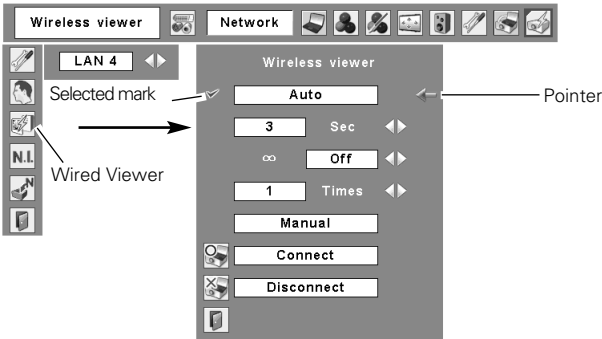 Wireless viewer Network
LAN 4
Wireless viewer
Selected mark
Auto
Pointer
3 Sec
∞ Off
N.I.
Wired Viewer
1 Times
N
Manual
Connect
Disconnect